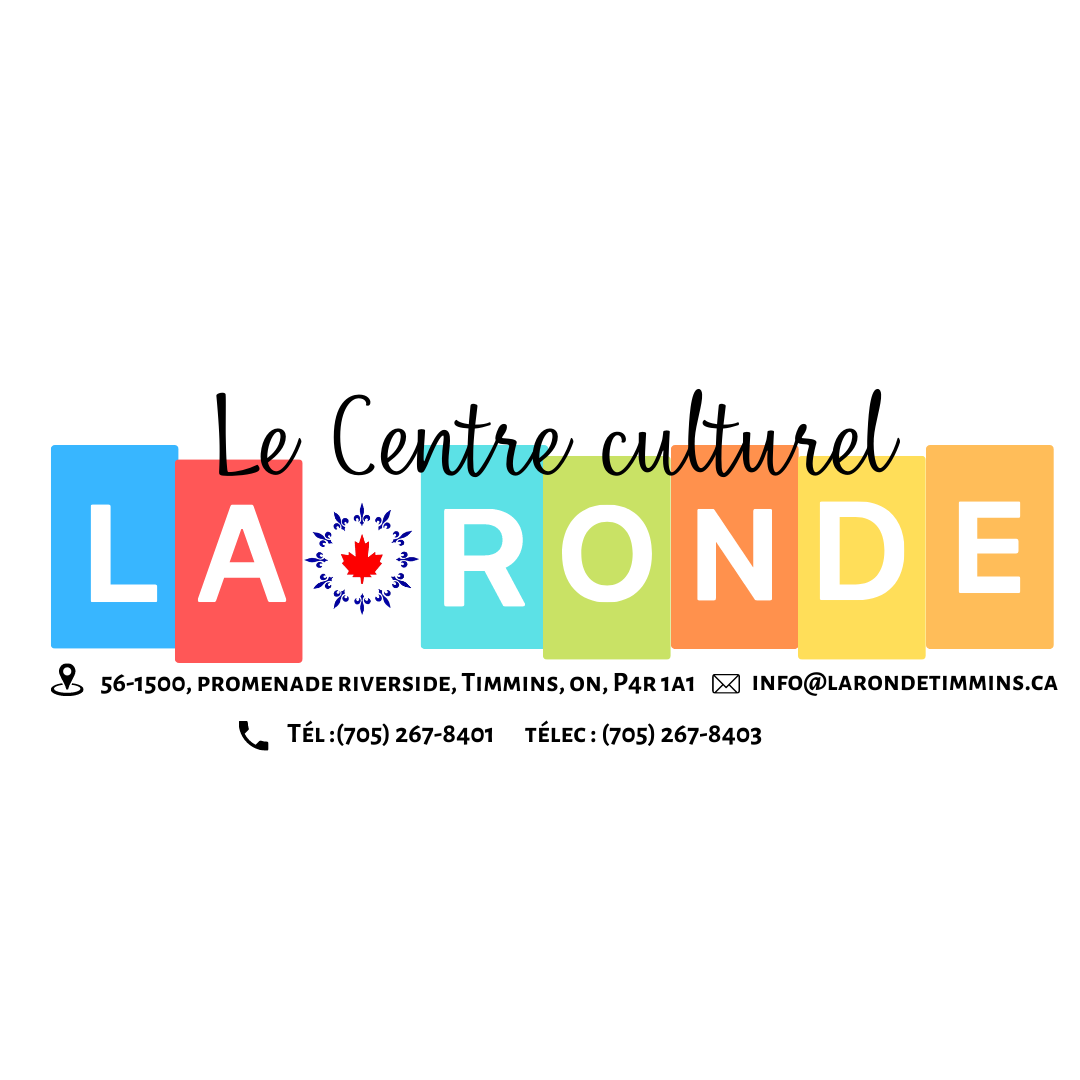 Le Centre culturel
LA RONDE
56-1500, promenade riverside, Timmins, on, P4R 1A1 info@larondetimmins.ca
Tél :(705) 267-8401 télec : (705) 267-8403